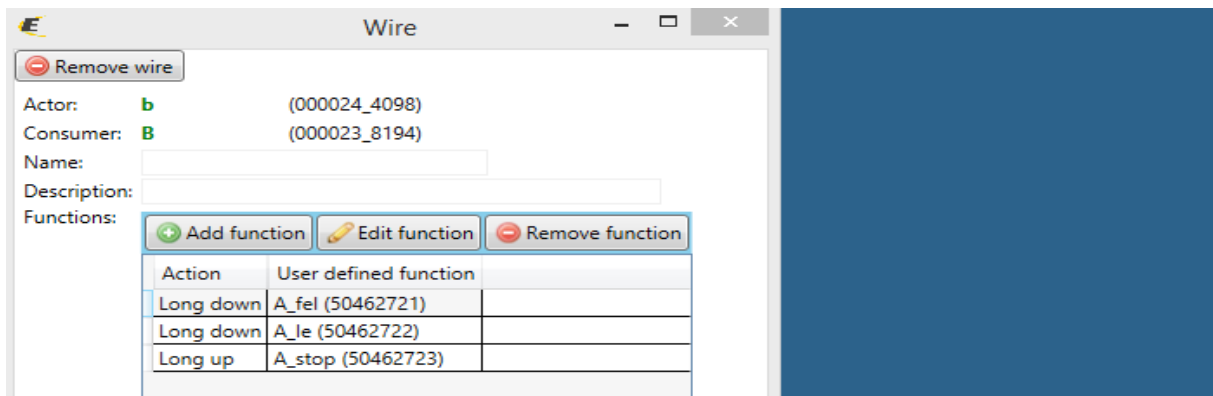 Wire
Remove wire
Actor: b (000024_4098)
Consumer: B (000023_8194)
Name:
Description:
Functions:
Add function Edit function Remove function
Action User defined function
Long down A_fel (50462721)
Long down A_le (50462722)
Long up A_stop (50462723)